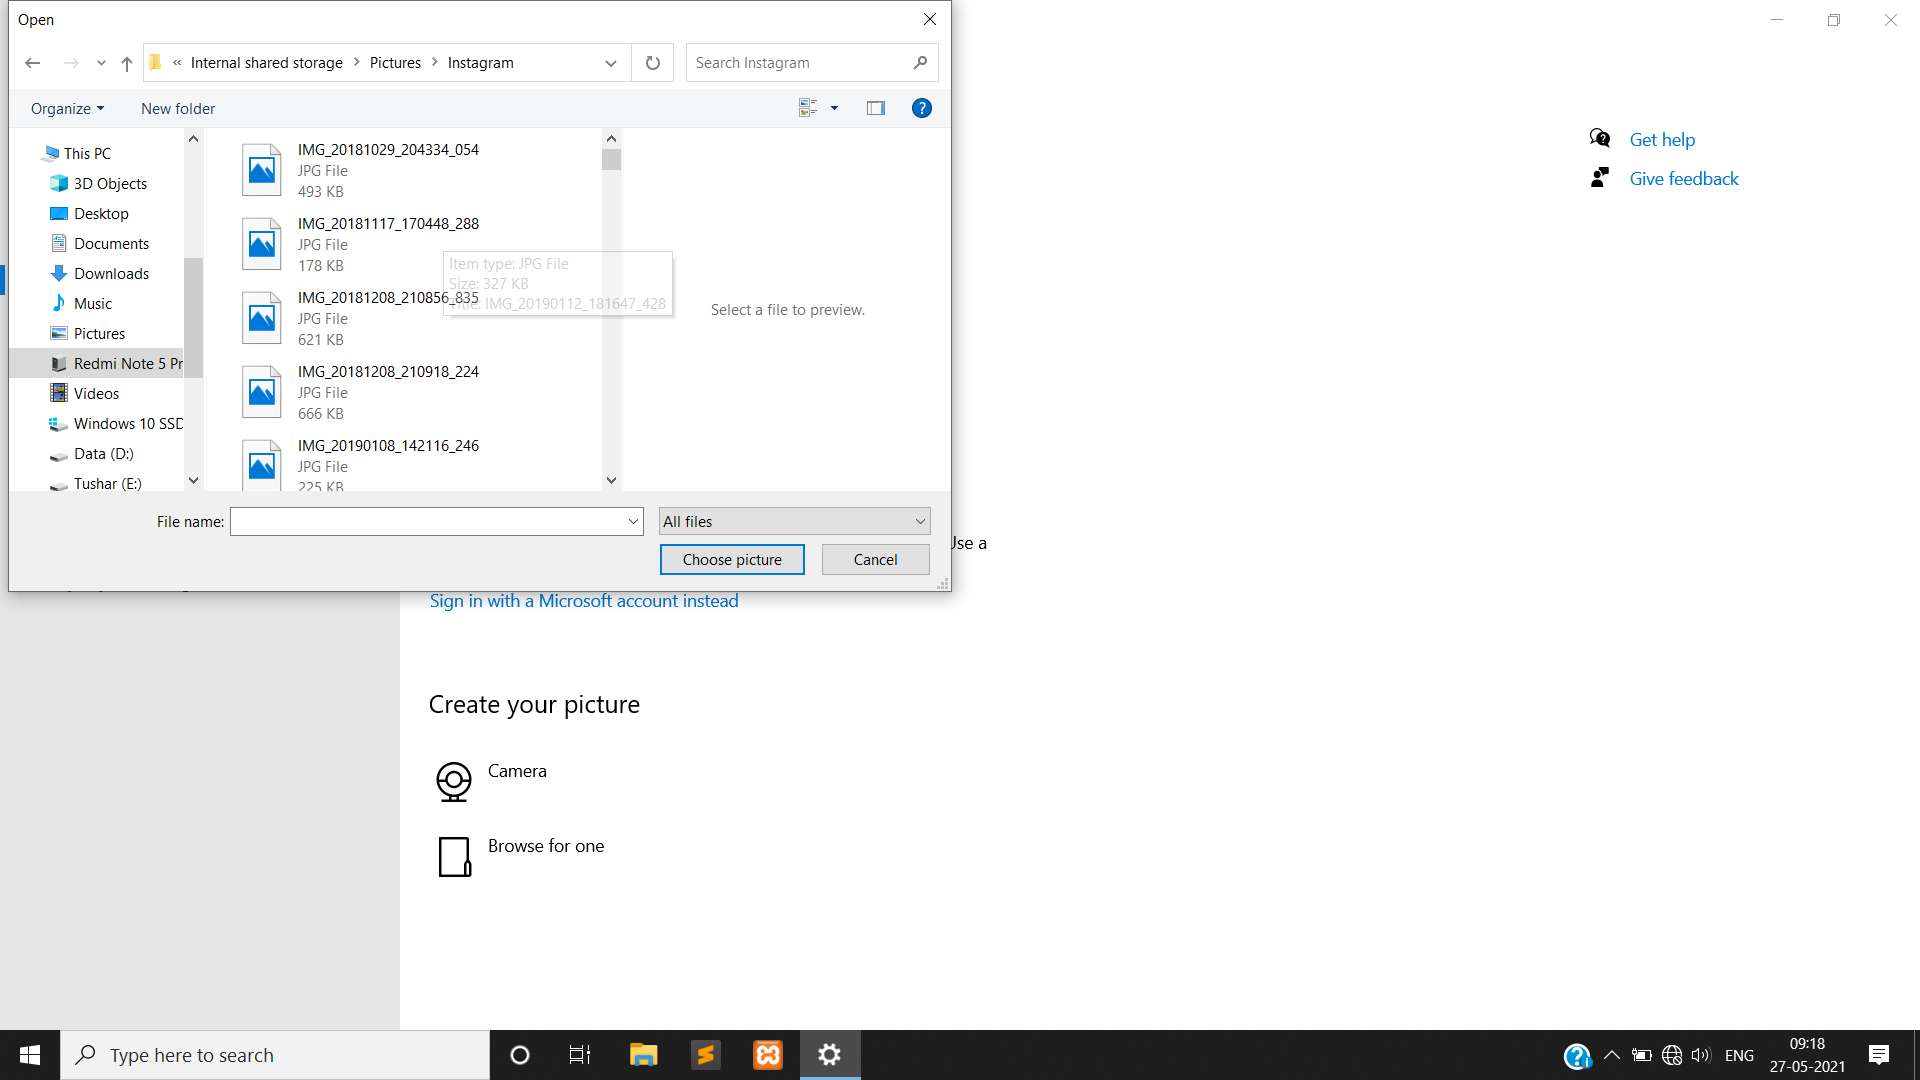 Open
« Internal shared storage > Pictures > Instagram
Search Instagram
Organize
New folder
This PC
3D Objects
Desktop
Documents
Downloads
Music
Pictures
Redmi Note 5 Pr
Videos
Windows 10 SSD
Data (D:)
Tushar (E:)
IMG_20181029_204334_054
JPG File
493 KB
IMG_20181117_170448_288
JPG File
178 KB
IMG_20181208_210856_835
JPG File
621 KB
IMG_20181208_210918_224
JPG File
666 KB
IMG_20190108_142116_246
JPG File
225 KB
Item type: JPG File
Size: 327 KB
IMG_20190112_181647_428
Select a file to preview.
File name:
All files
Choose picture
Cancel
Get help
Give feedback
Use a
Sign in with a Microsoft account instead
Create your picture
Camera
Browse for one
Type here to search
ENG
09:18
27-05-2021